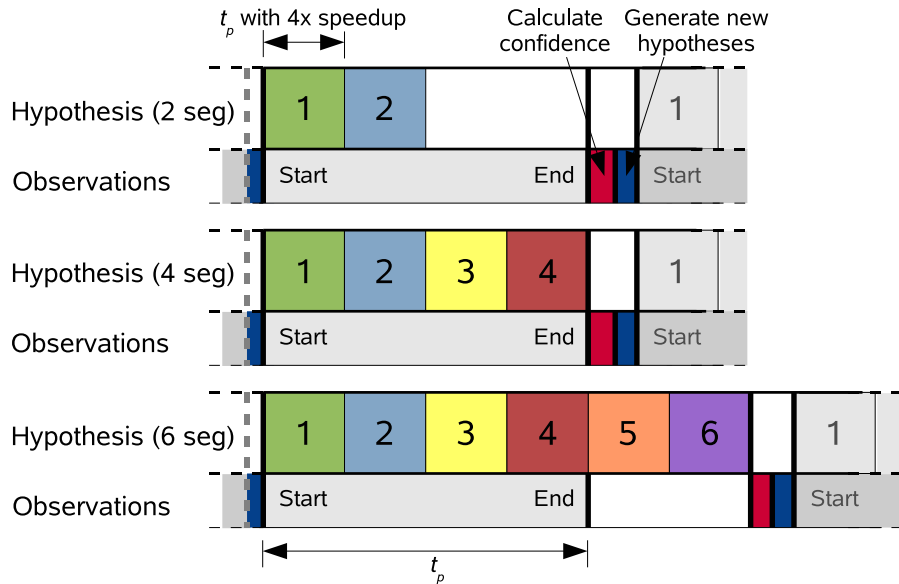 t_p with 4x speedup
Calculate confidence
Generate new hypotheses
Hypothesis (2 seg)
1 2 1
Observations
Start End Start
Hypothesis (4 seg)
1 2 3 4 1
Observations
Start End Start
Hypothesis (6 seg)
1 2 3 4 5 6 1
Observations
Start End Start
t_p